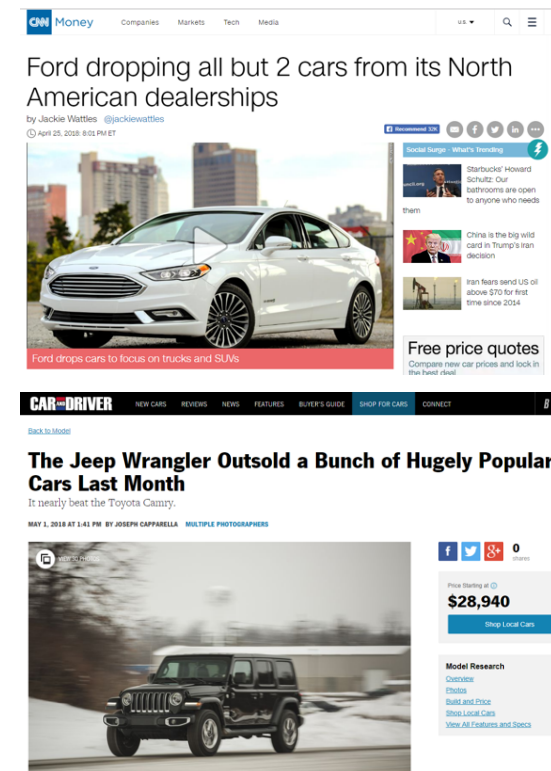 CNN Money Companies Markets Tech Media U.S.
Ford dropping all but 2 cars from its North
American dealerships
by Jackie Wattles @jackiewattles
April 25, 2018: 8:01 PM ET
Recommend 32K
Social Surge - What's Trending
Starbucks' Howard
Schultz: Our
bathrooms are open
to anyone who needs
them
China is the big wild
card in Trump's Iran
decision
Iran fears send US oil
above $70 for first
time since 2014
Ford drops cars to focus on trucks and SUVs
Free price quotes
Compare new car prices and lock in
the best deal
CAR AND DRIVER NEW CARS REVIEWS NEWS FEATURES BUYER'S GUIDE SHOP FOR CARS CONNECT B
Back to Model
The Jeep Wrangler Outsold a Bunch of Hugely Popular
Cars Last Month
It nearly beat the Toyota Camry.
MAY 1, 2018 AT 1:41 PM BY JOSEPH CAPPARELLA MULTIPLE PHOTOGRAPHERS
VIEW PHOTOS
f g+ 0
shares
Price Starting at
$28,940
Shop Local Cars
Model Research
Overview
Photos
Build and Price
Shop Local Cars
View All Features and Specs